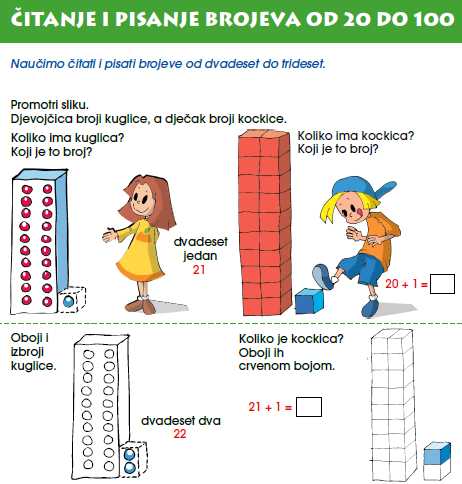 ČITANJE I PISANJE BROJEVA OD 20 DO 100
Naučimo čitati i pisati brojeve od dvadeset do trideset.
Promotri sliku.
Djevojčica broji kuglice, a dječak broji kockice.
Koliko ima kuglica?
Koji je to broj?
dvadeset
jedan
21
Koliko ima kockica?
Koji je to broj?
20 + 1 =
Oboji i
izbroji
kuglice.
dvadeset dva
22
Koliko je kockica?
Oboji ih
crvenom bojom.
21 + 1 =